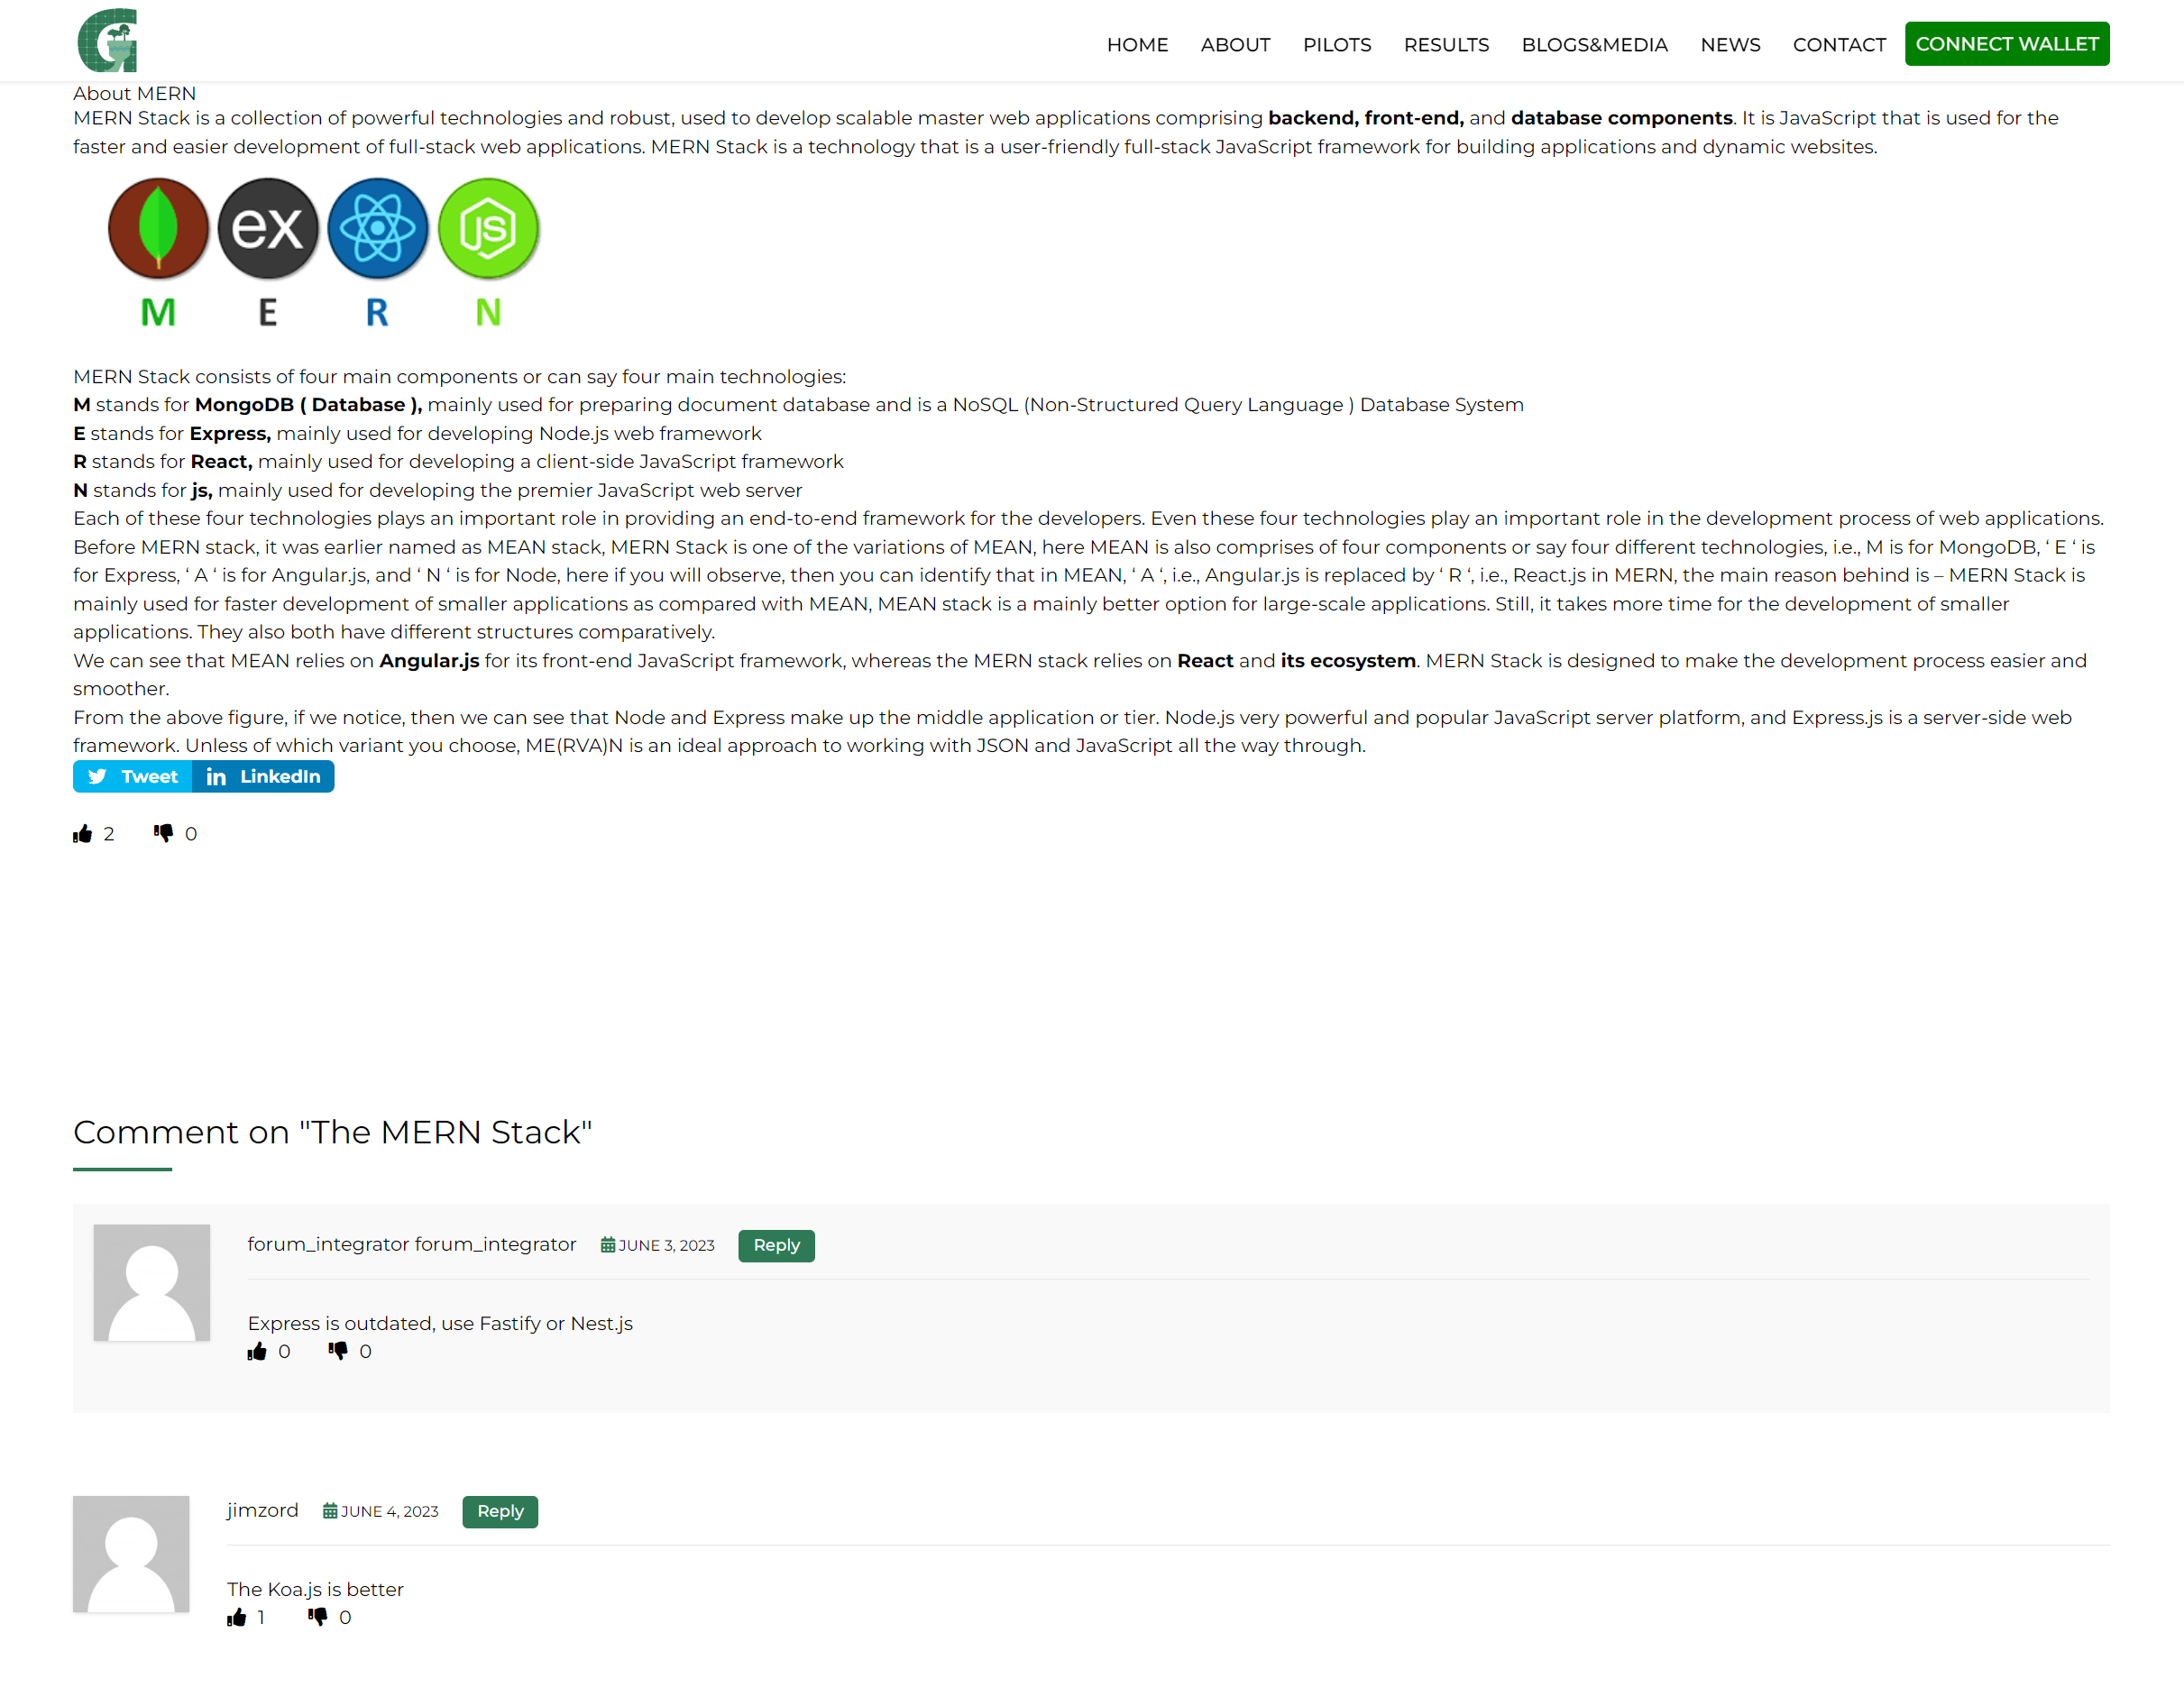 G
HOME ABOUT PILOTS RESULTS BLOGS&MEDIA NEWS CONTACT CONNECT WALLET
About MERN
MERN Stack is a collection of powerful technologies and robust, used to develop scalable master web applications comprising backend, front-end, and database components. It is JavaScript that is used for the
faster and easier development of full-stack web applications. MERN Stack is a technology that is a user-friendly full-stack JavaScript framework for building applications and dynamic websites.
ex JS
M E R N
MERN Stack consists of four main components or can say four main technologies:
M stands for MongoDB ( Database ), mainly used for preparing document database and is a NoSQL (Non-Structured Query Language ) Database System
E stands for Express, mainly used for developing Node.js web framework
R stands for React, mainly used for developing a client-side JavaScript framework
N stands for js, mainly used for developing the premier JavaScript web server
Each of these four technologies plays an important role in providing an end-to-end framework for the developers. Even these four technologies play an important role in the development process of web applications.
Before MERN stack, it was earlier named as MEAN stack, MERN Stack is one of the variations of MEAN, here MEAN is also comprises of four components or say four different technologies, i.e., M is for MongoDB, ‘ E ‘ is
for Express, ‘ A ‘ is for Angular.js, and ‘ N ‘ is for Node, here if you will observe, then you can identify that in MEAN, ‘ A ‘, i.e., Angular.js is replaced by ‘ R ‘, i.e., React.js in MERN, the main reason behind is – MERN Stack is
mainly used for faster development of smaller applications as compared with MEAN, MEAN stack is a mainly better option for large-scale applications. Still, it takes more time for the development of smaller
applications. They also both have different structures comparatively.
We can see that MEAN relies on Angular.js for its front-end JavaScript framework, whereas the MERN stack relies on React and its ecosystem. MERN Stack is designed to make the development process easier and
smoother.
From the above figure, if we notice, then we can see that Node and Express make up the middle application or tier. Node.js very powerful and popular JavaScript server platform, and Express.js is a server-side web
framework. Unless of which variant you choose, ME(RVA)N is an ideal approach to working with JSON and JavaScript all the way through.
Tweet in LinkedIn
2 0
Comment on "The MERN Stack"
forum_integrator forum_integrator JUNE 3, 2023 Reply
Express is outdated, use Fastify or Nest.js
0 0
jimzord JUNE 4, 2023 Reply
The Koa.js is better
1 0